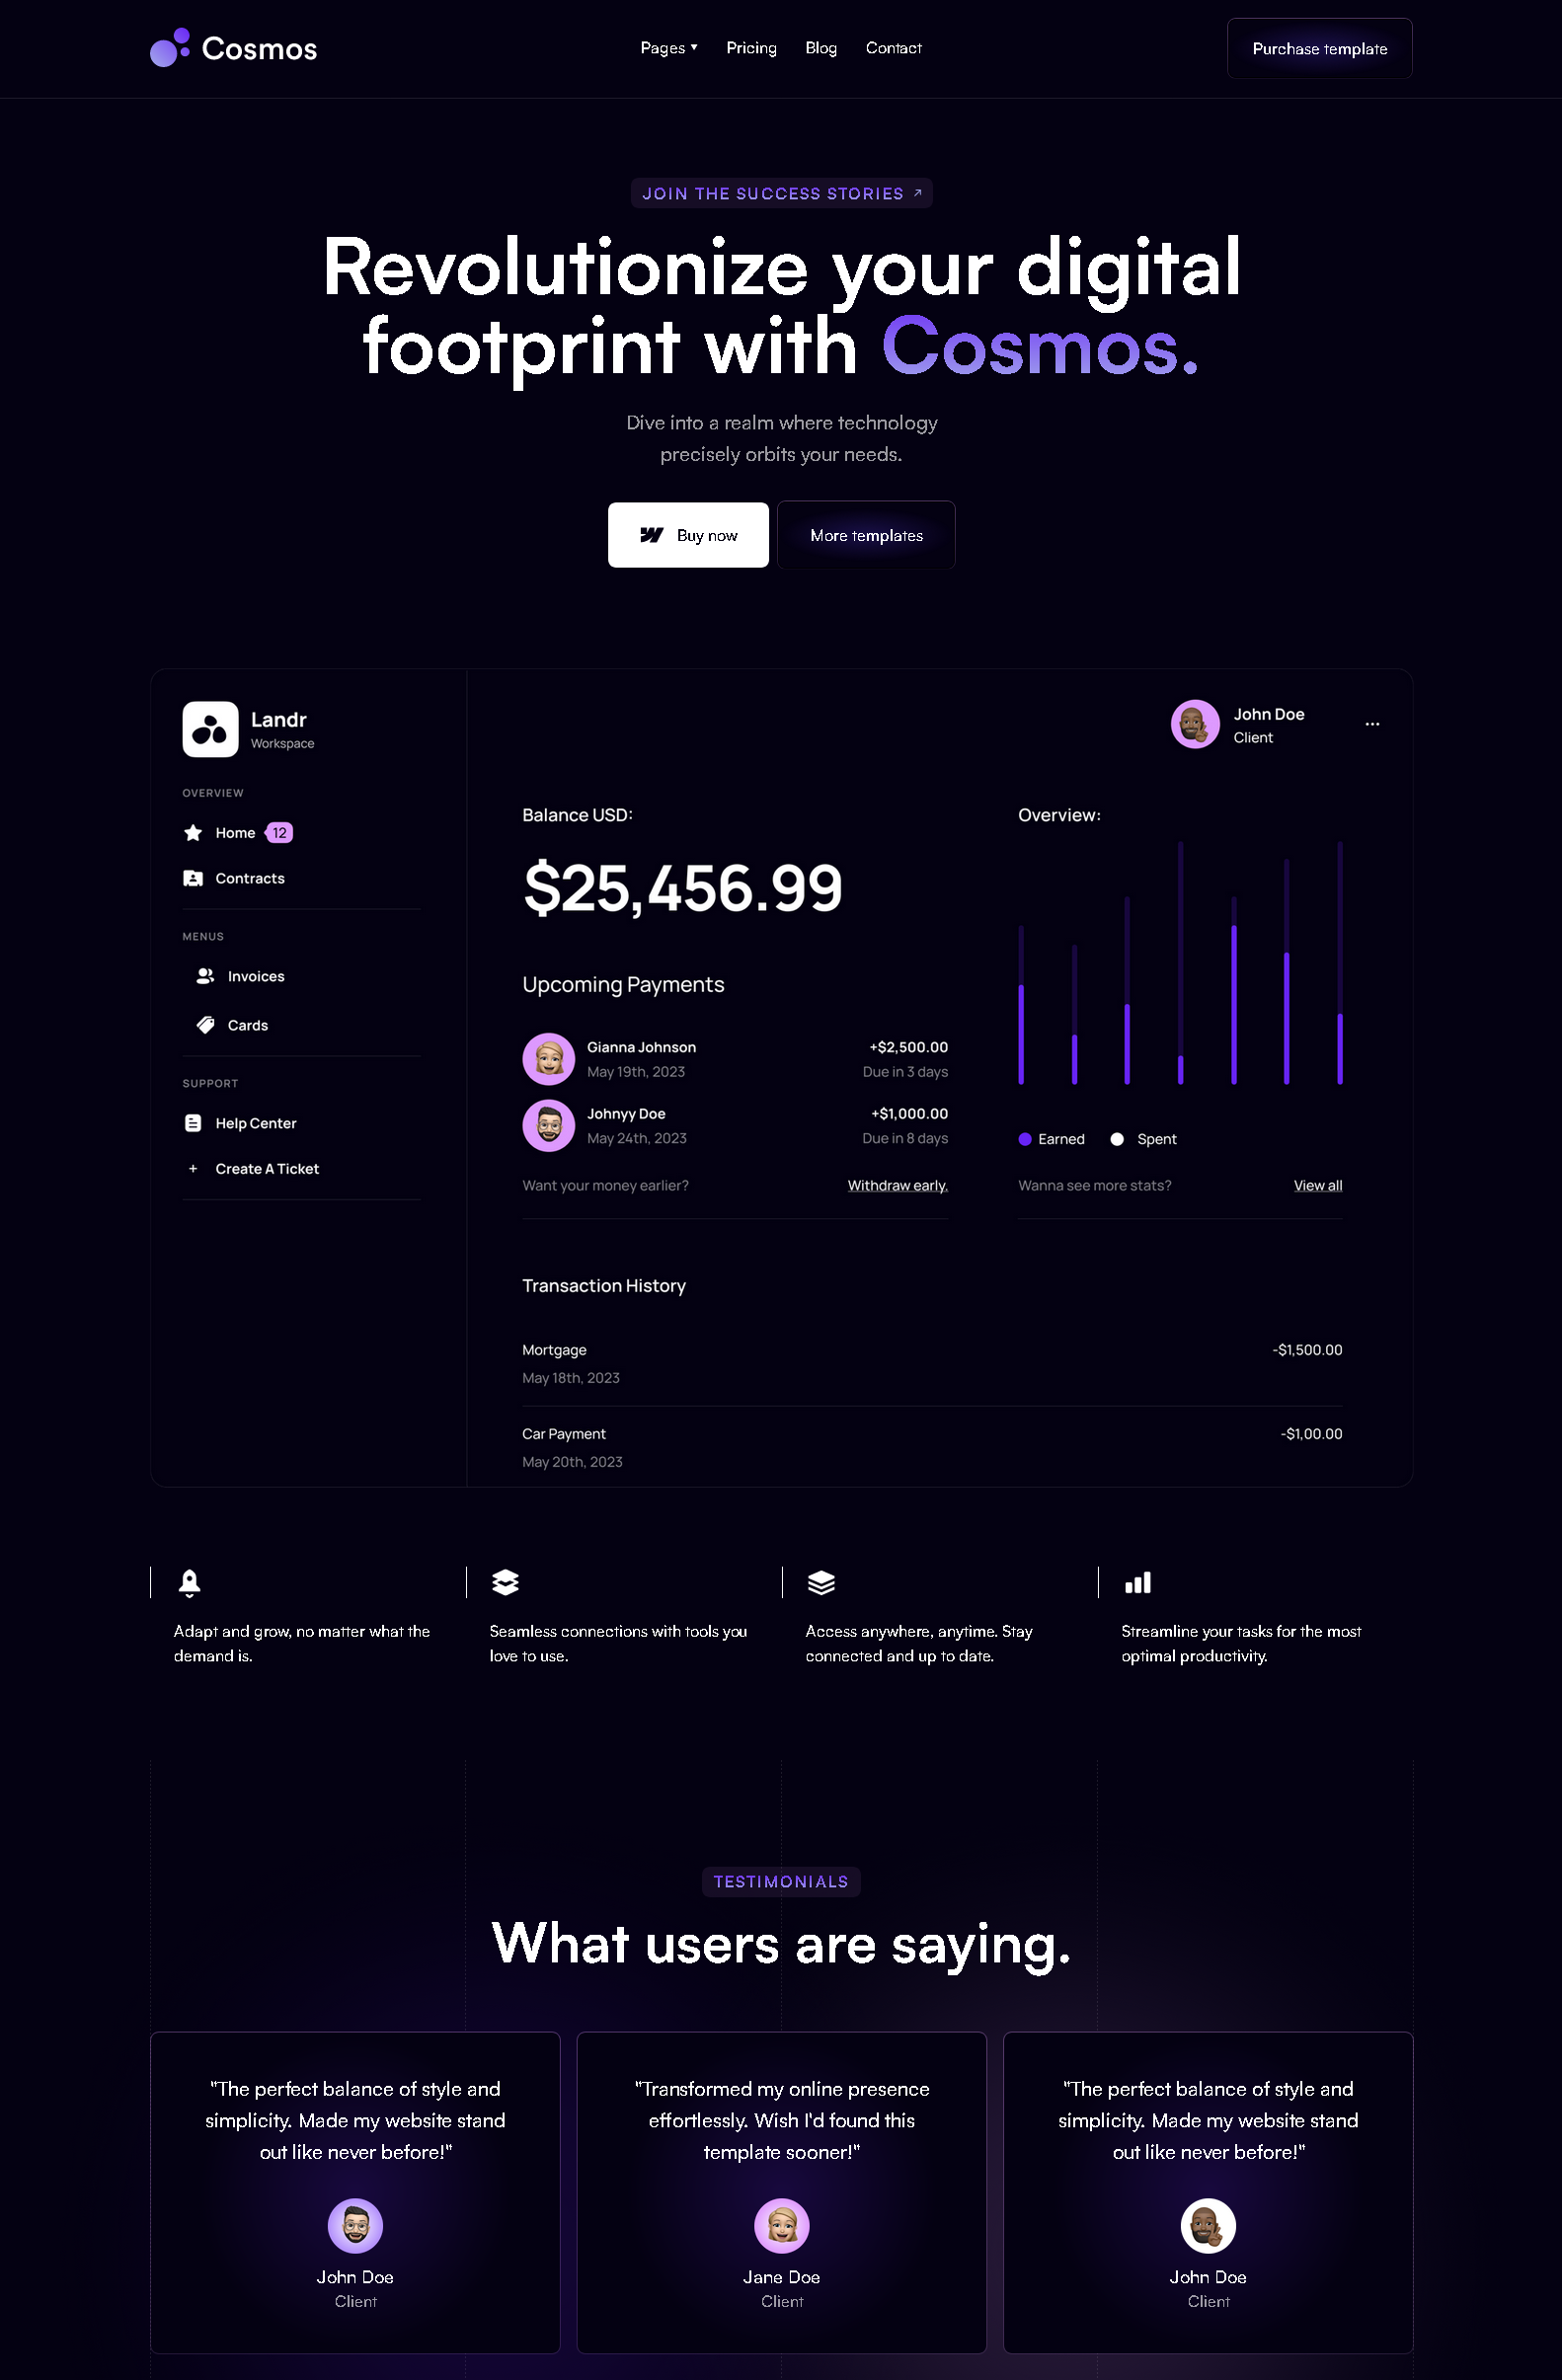 Cosmos
Pages ▾ Pricing Blog Contact
Purchase template
JOIN THE SUCCESS STORIES ↗
Revolutionize your digital
footprint with Cosmos.
Dive into a realm where technology
precisely orbits your needs.
Buy now
More templates
Landr
Workspace
OVERVIEW
Home 12
Contracts
MENUS
Invoices
Cards
SUPPORT
Help Center
+ Create A Ticket
John Doe
Client
...
Balance USD:
$25,456.99
Upcoming Payments
Gianna Johnson +$2,500.00
May 19th, 2023 Due in 3 days
Johnyy Doe +$1,000.00
May 24th, 2023 Due in 8 days
Want your money earlier? Withdraw early.
Overview:
Earned Spent
Wanna see more stats? View all
Transaction History
Mortgage -$1,500.00
May 18th, 2023
Car Payment -$1,00.00
May 20th, 2023
Adapt and grow, no matter what the
demand is.
Seamless connections with tools you
love to use.
Access anywhere, anytime. Stay
connected and up to date.
Streamline your tasks for the most
optimal productivity.
TESTIMONIALS
What users are saying.
"The perfect balance of style and
simplicity. Made my website stand
out like never before!"
John Doe
Client
"Transformed my online presence
effortlessly. Wish I'd found this
template sooner!"
Jane Doe
Client
"The perfect balance of style and
simplicity. Made my website stand
out like never before!"
John Doe
Client